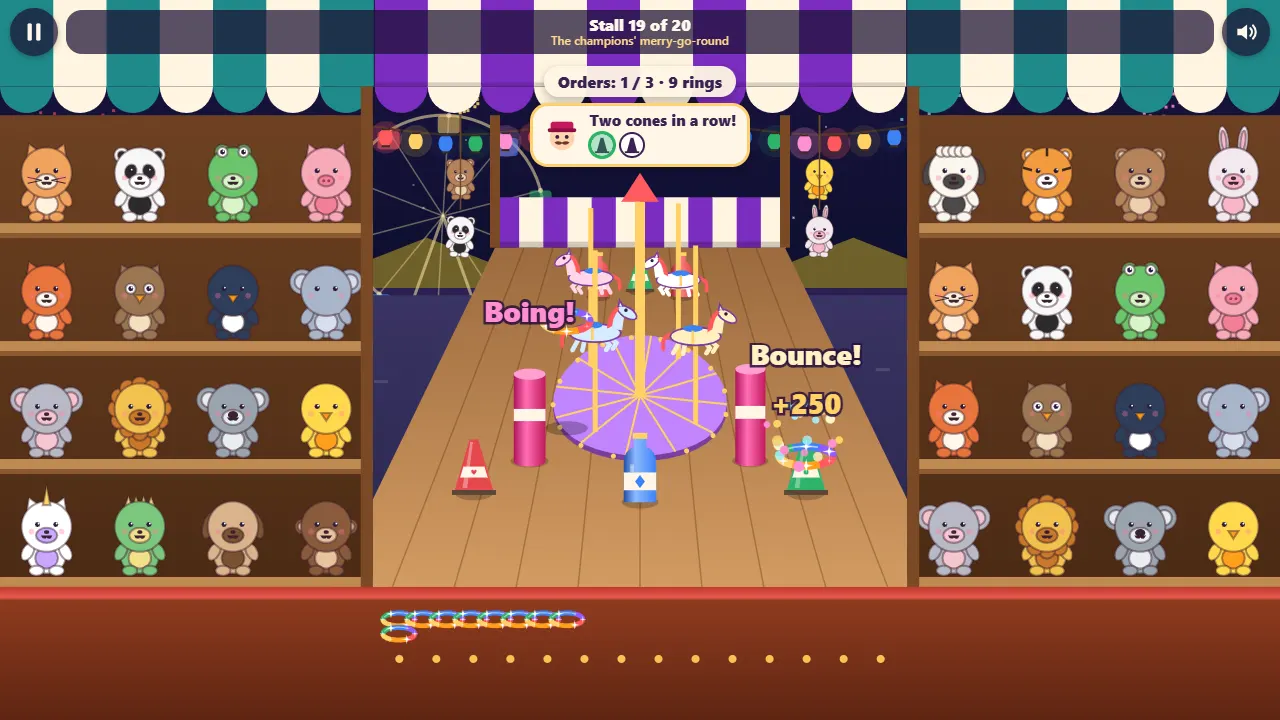 Stall 19 of 20
The champions' merry-go-round
Orders: 1 / 3 · 9 rings
Two cones in a row!
Boing!
Bounce!
+250